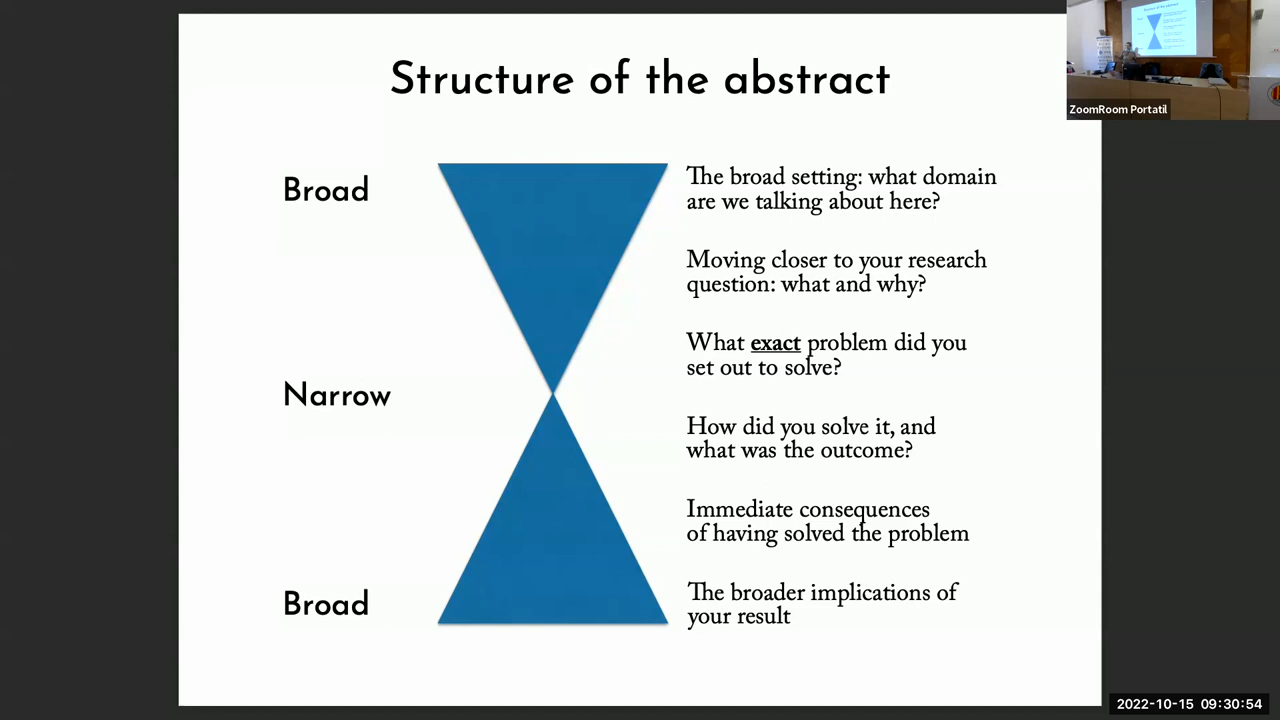 Structure of the abstract
Broad
The broad setting: what domain
are we talking about here?
Moving closer to your research
question: what and why?
What exact problem did you
set out to solve?
Narrow
How did you solve it, and
what was the outcome?
Immediate consequences
of having solved the problem
Broad
The broader implications of
your result
ZoomRoom Portatil
2022-10-15 09:30:54